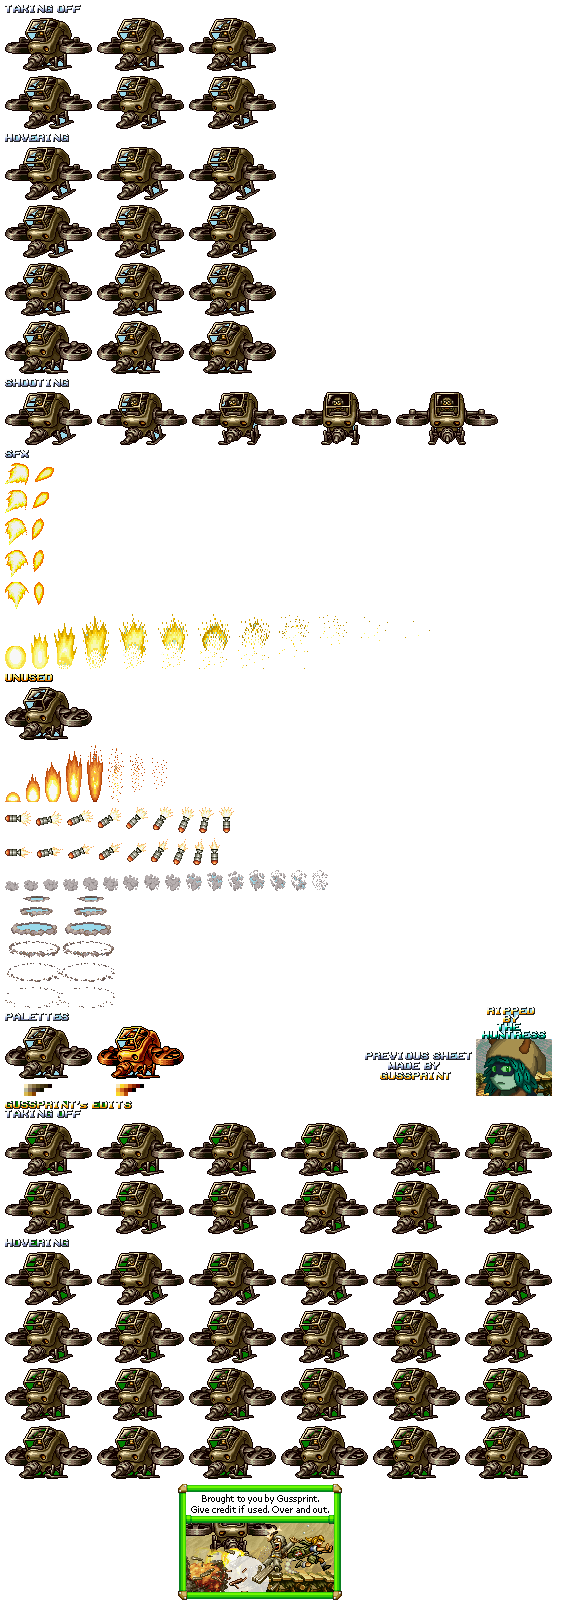 TAKING OFF
HOVERING
SHOOTING
SFX
UNUSED
PALETTES
RIPPED
BY
THE
HUNTRESS
PREVIOUS SHEET
MADE BY
GUSSPRINT
GUSSPRINT'S EDITS
TAKING OFF
HOVERING
Brought to you by Gussprint.
Give credit if used. Over and out.